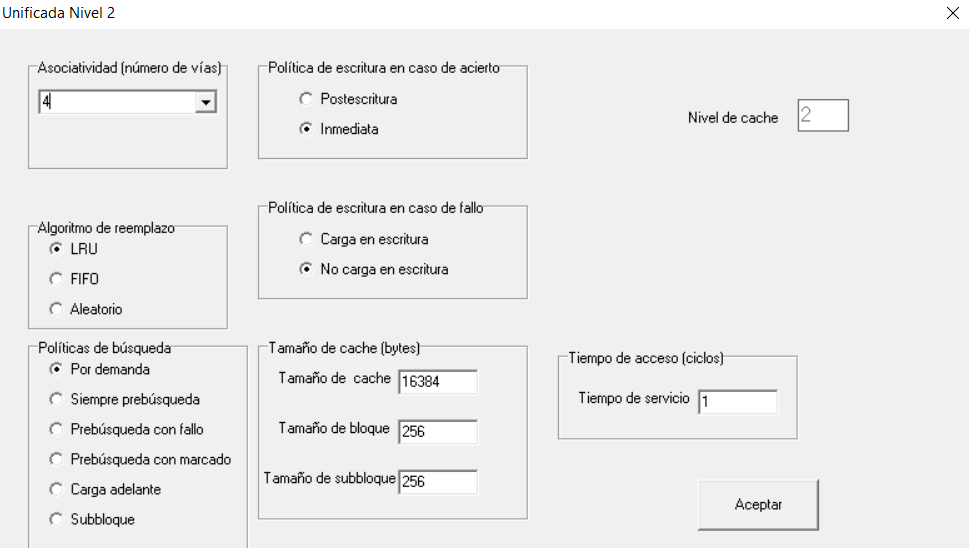 Unificada Nivel 2
Asociatividad (número de vías)
4
Política de escritura en caso de acierto
Postescritura
Inmediata
Nivel de cache
2
Algoritmo de reemplazo
LRU
FIFO
Aleatorio
Política de escritura en caso de fallo
Carga en escritura
No carga en escritura
Políticas de búsqueda
Por demanda
Siempre prebúsqueda
Prebúsqueda con fallo
Prebúsqueda con marcado
Carga adelante
Subbloque
Tamaño de cache (bytes)
Tamaño de cache 16384
Tamaño de bloque 256
Tamaño de subbloque 256
Tiempo de acceso (ciclos)
Tiempo de servicio 1
Aceptar